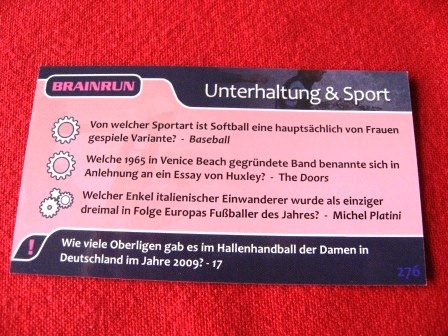 BRAINRUN
Unterhaltung & Sport
Von welcher Sportart ist Softball eine hauptsächlich von Frauen
gespiele Variante? - Baseball
Welche 1965 in Venice Beach gegründete Band benannte sich in
Anlehnung an ein Essay von Huxley? - The Doors
Welcher Enkel italienischer Einwanderer wurde als einziger
dreimal in Folge Europas Fußballer des Jahres? - Michel Platini
! Wie viele Oberligen gab es im Hallenhandball der Damen in
Deutschland im Jahre 2009? - 17
276